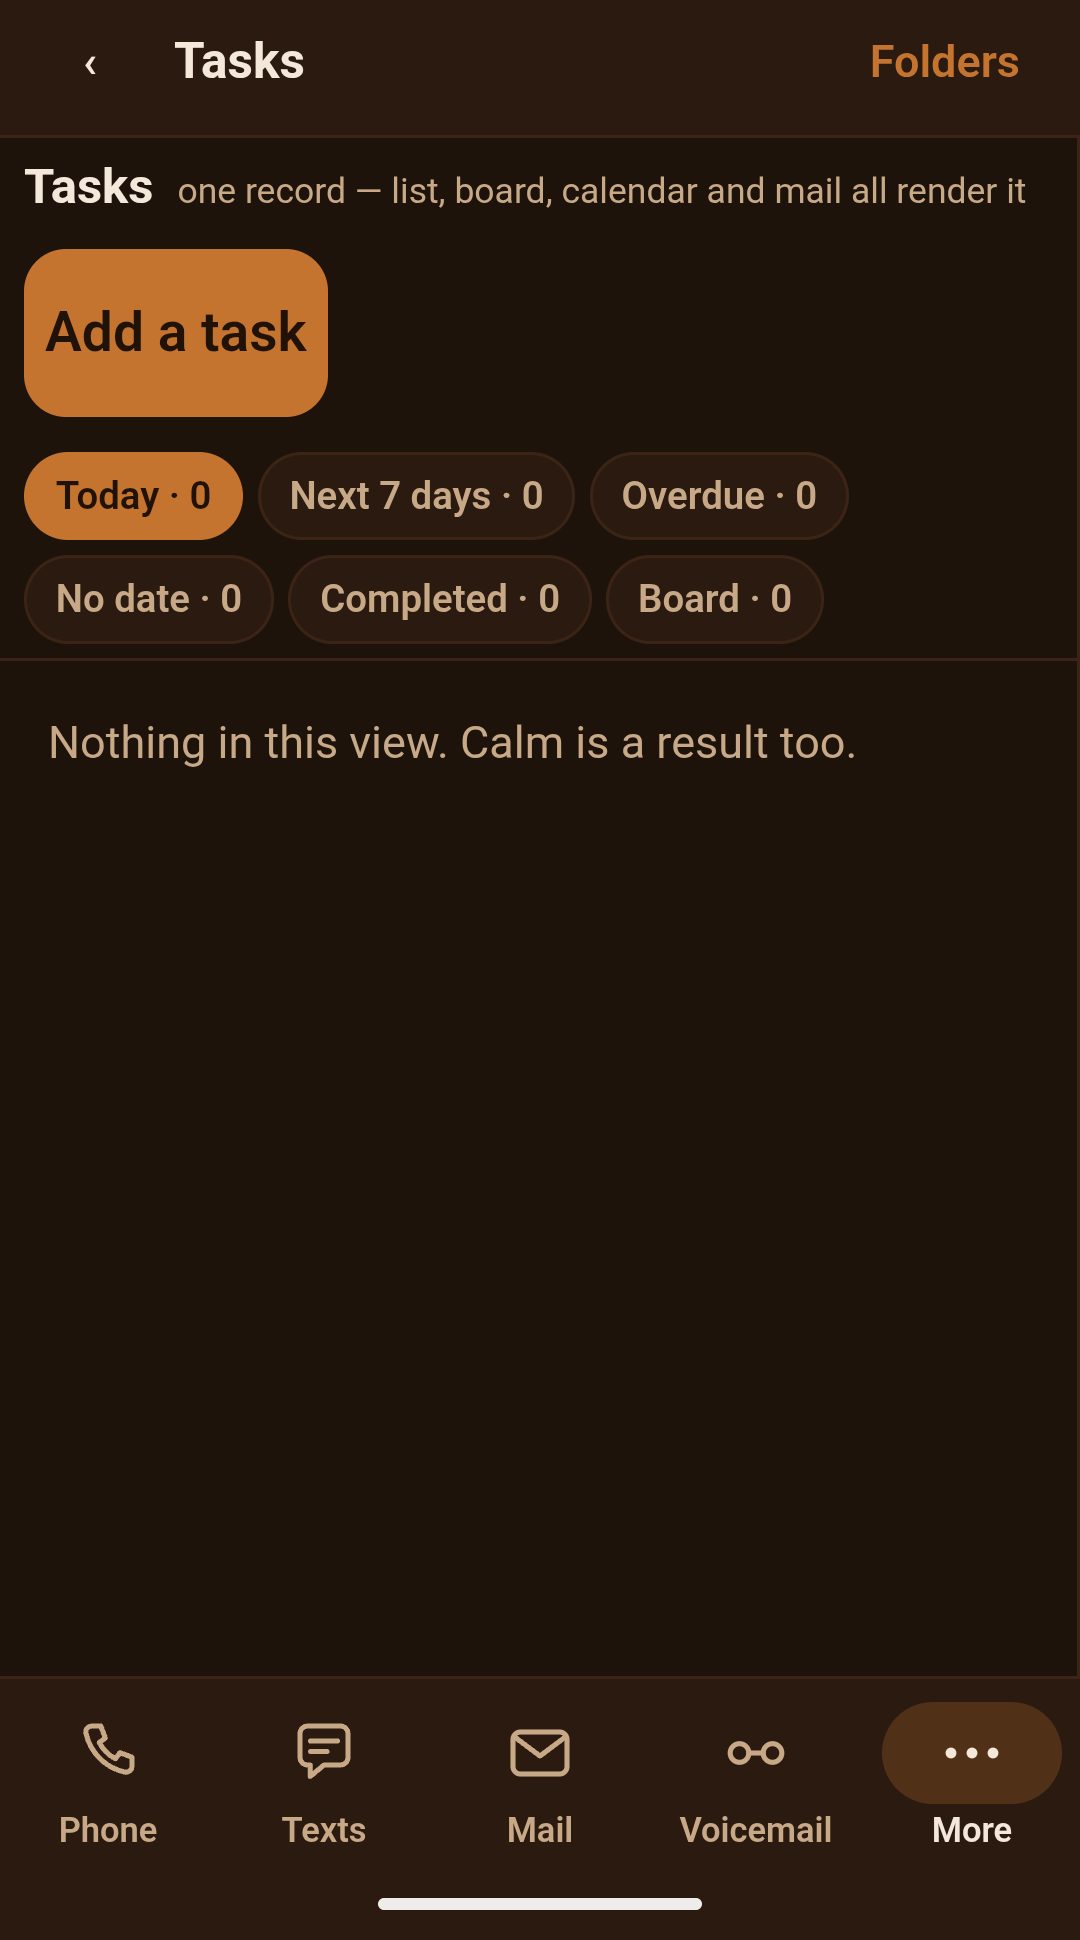 ‹ Tasks Folders
Tasks one record — list, board, calendar and mail all render it
Add a task
Today · 0 Next 7 days · 0 Overdue · 0
No date · 0 Completed · 0 Board · 0
Nothing in this view. Calm is a result too.
Phone Texts Mail Voicemail More